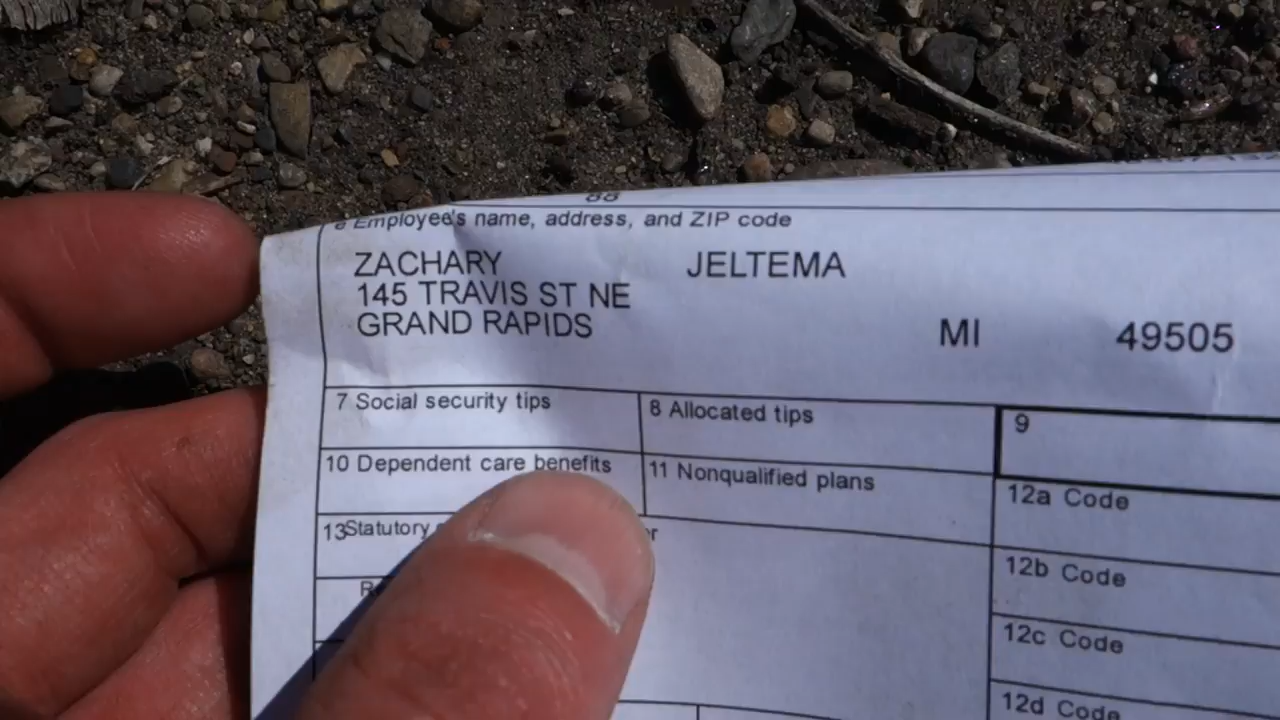 88
e Employee's name, address, and ZIP code
ZACHARY JELTEMA
145 TRAVIS ST NE
GRAND RAPIDS MI 49505
7 Social security tips
8 Allocated tips
9
10 Dependent care benefits
11 Nonqualified plans
12a Code
13 Statutory
12b Code
12c Code
12d Code